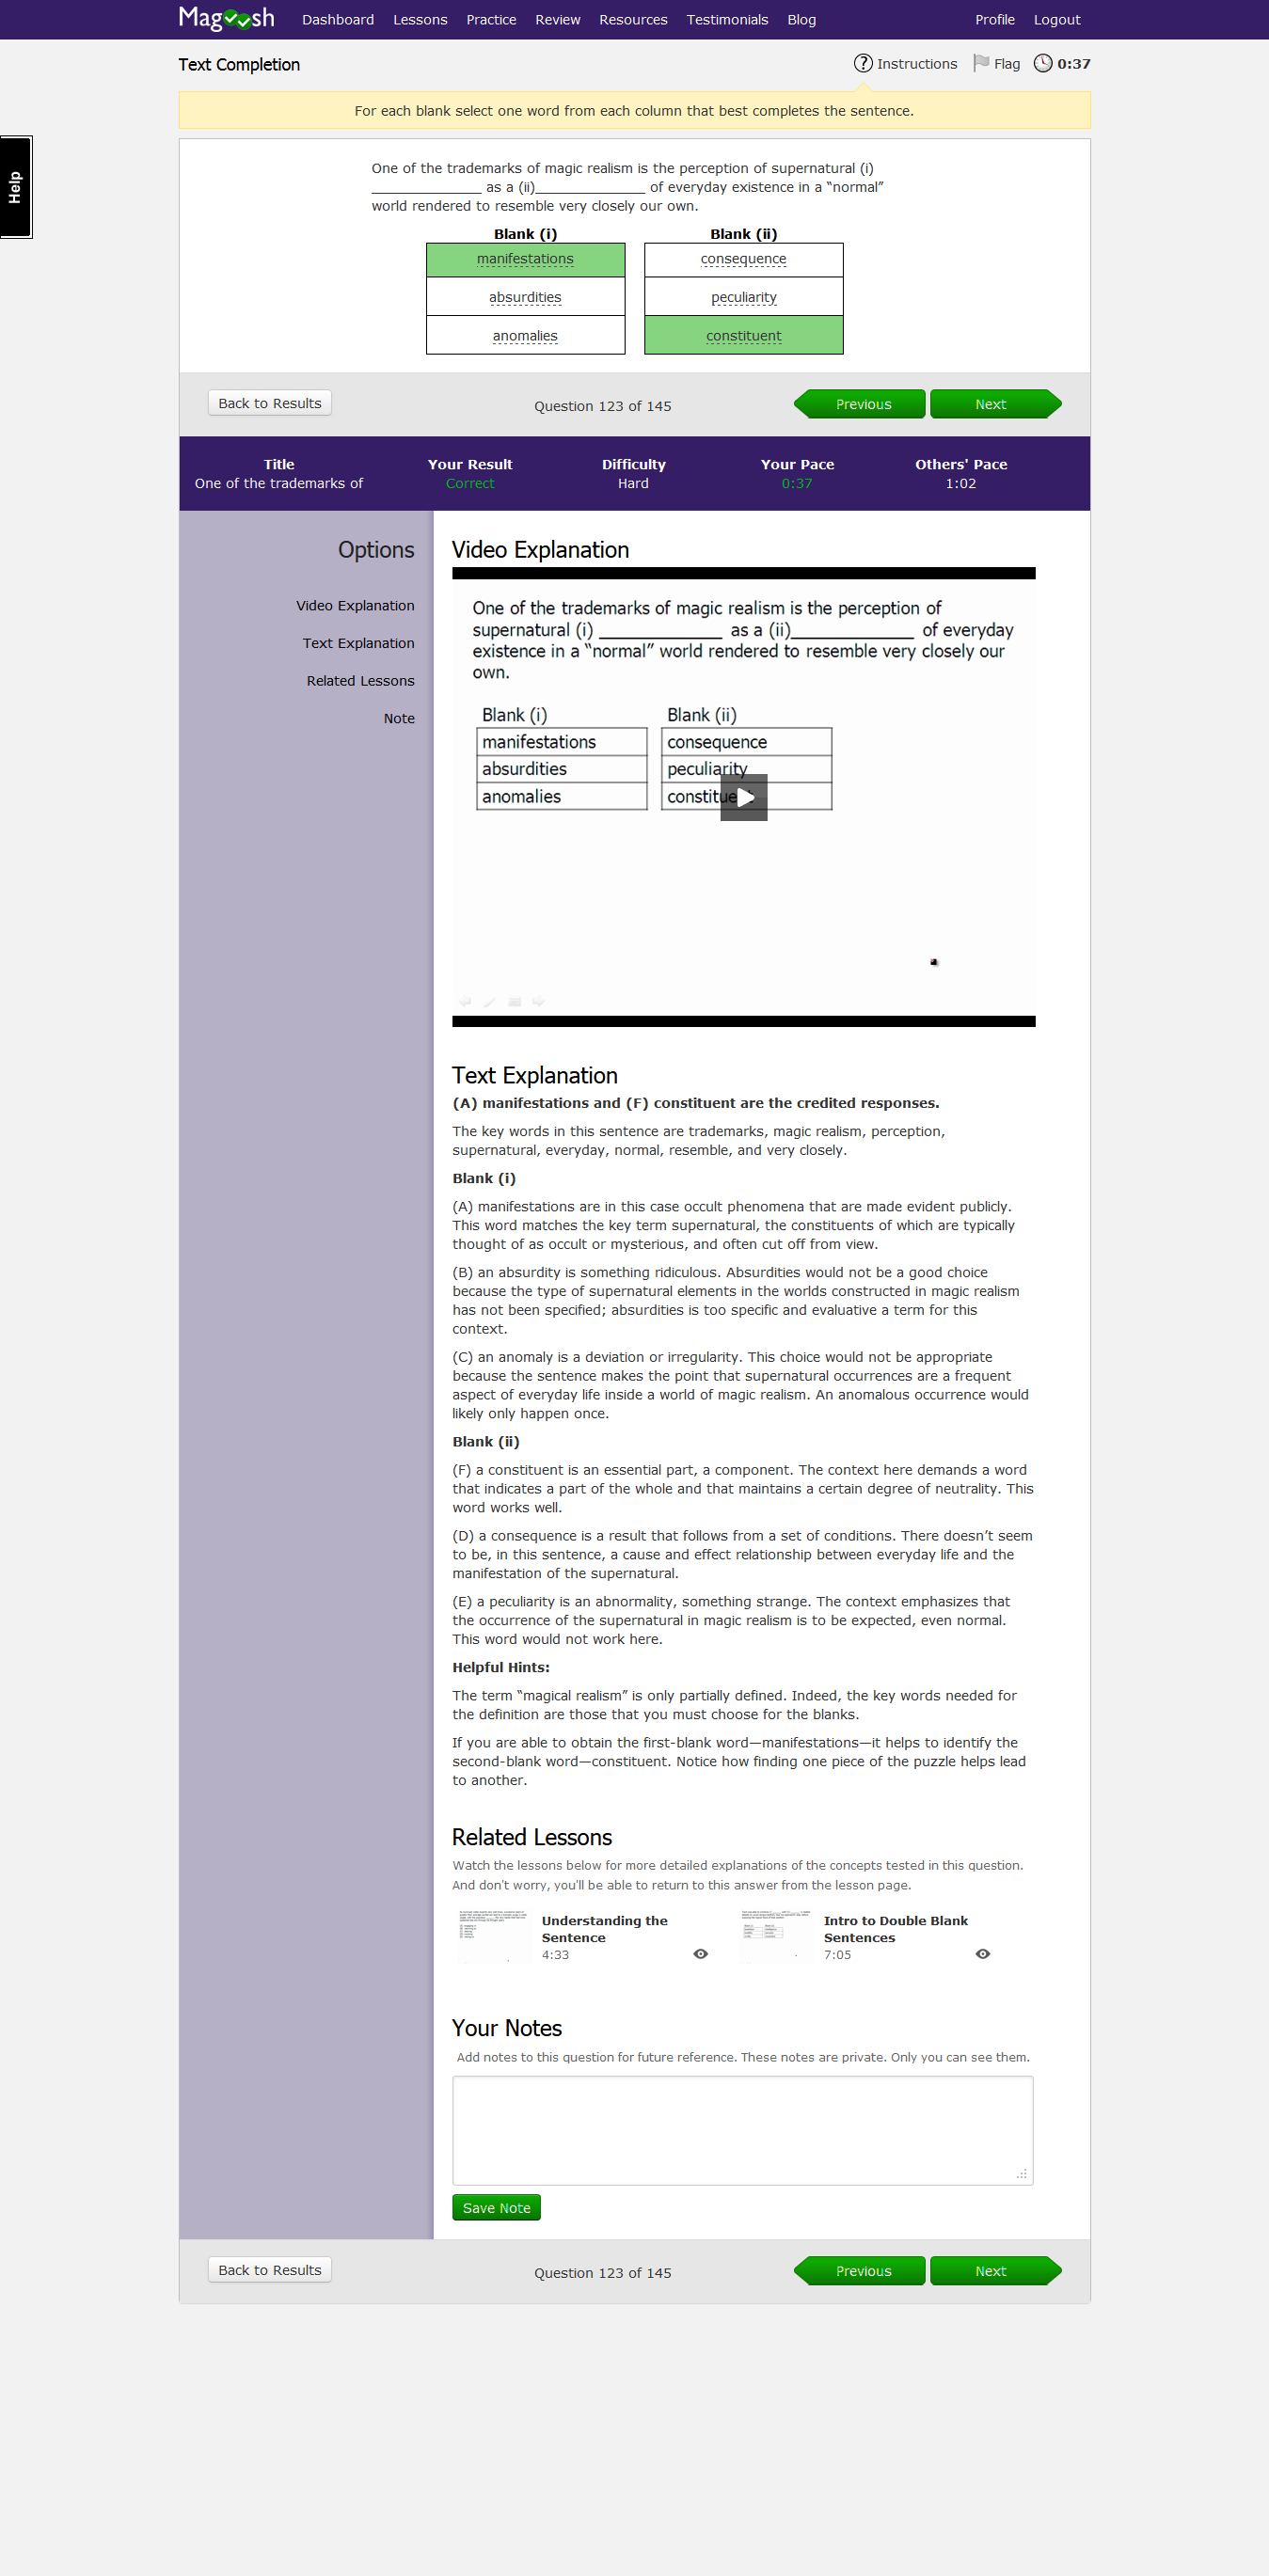 Magoosh Dashboard Lessons Practice Review Resources Testimonials Blog Profile Logout
Text Completion Instructions Flag 0:37
For each blank select one word from each column that best completes the sentence.
Help
One of the trademarks of magic realism is the perception of supernatural (i)
_______________ as a (ii)_______________ of everyday existence in a “normal”
world rendered to resemble very closely our own.
Blank (i) Blank (ii)
manifestations consequence
absurdities peculiarity
anomalies constituent
Back to Results Question 123 of 145 Previous Next
Title Your Result Difficulty Your Pace Others' Pace
One of the trademarks of Correct Hard 0:37 1:02
Options
Video Explanation
Text Explanation
Related Lessons
Note
Video Explanation
One of the trademarks of magic realism is the perception of
supernatural (i) _____________ as a (ii)_____________ of everyday
existence in a “normal” world rendered to resemble very closely our
own.
Blank (i) Blank (ii)
manifestations consequence
absurdities peculiarity
anomalies
Text Explanation
(A) manifestations and (F) constituent are the credited responses.
The key words in this sentence are trademarks, magic realism, perception,
supernatural, everyday, normal, resemble, and very closely.
Blank (i)
(A) manifestations are in this case occult phenomena that are made evident publicly.
This word matches the key term supernatural, the constituents of which are typically
thought of as occult or mysterious, and often cut off from view.
(B) an absurdity is something ridiculous. Absurdities would not be a good choice
because the type of supernatural elements in the worlds constructed in magic realism
has not been specified; absurdities is too specific and evaluative a term for this
context.
(C) an anomaly is a deviation or irregularity. This choice would not be appropriate
because the sentence makes the point that supernatural occurrences are a frequent
aspect of everyday life inside a world of magic realism. An anomalous occurrence would
likely only happen once.
Blank (ii)
(F) a constituent is an essential part, a component. The context here demands a word
that indicates a part of the whole and that maintains a certain degree of neutrality. This
word works well.
(D) a consequence is a result that follows from a set of conditions. There doesn’t seem
to be, in this sentence, a cause and effect relationship between everyday life and the
manifestation of the supernatural.
(E) a peculiarity is an abnormality, something strange. The context emphasizes that
the occurrence of the supernatural in magic realism is to be expected, even normal.
This word would not work here.
Helpful Hints:
The term “magical realism” is only partially defined. Indeed, the key words needed for
the definition are those that you must choose for the blanks.
If you are able to obtain the first-blank word—manifestations—it helps to identify the
second-blank word—constituent. Notice how finding one piece of the puzzle helps lead
to another.
Related Lessons
Watch the lessons below for more detailed explanations of the concepts tested in this question.
And don't worry, you'll be able to return to this answer from the lesson page.
Understanding the
Sentence
4:33
Intro to Double Blank
Sentences
7:05
Your Notes
Add notes to this question for future reference. These notes are private. Only you can see them.
Save Note
Back to Results Question 123 of 145 Previous Next